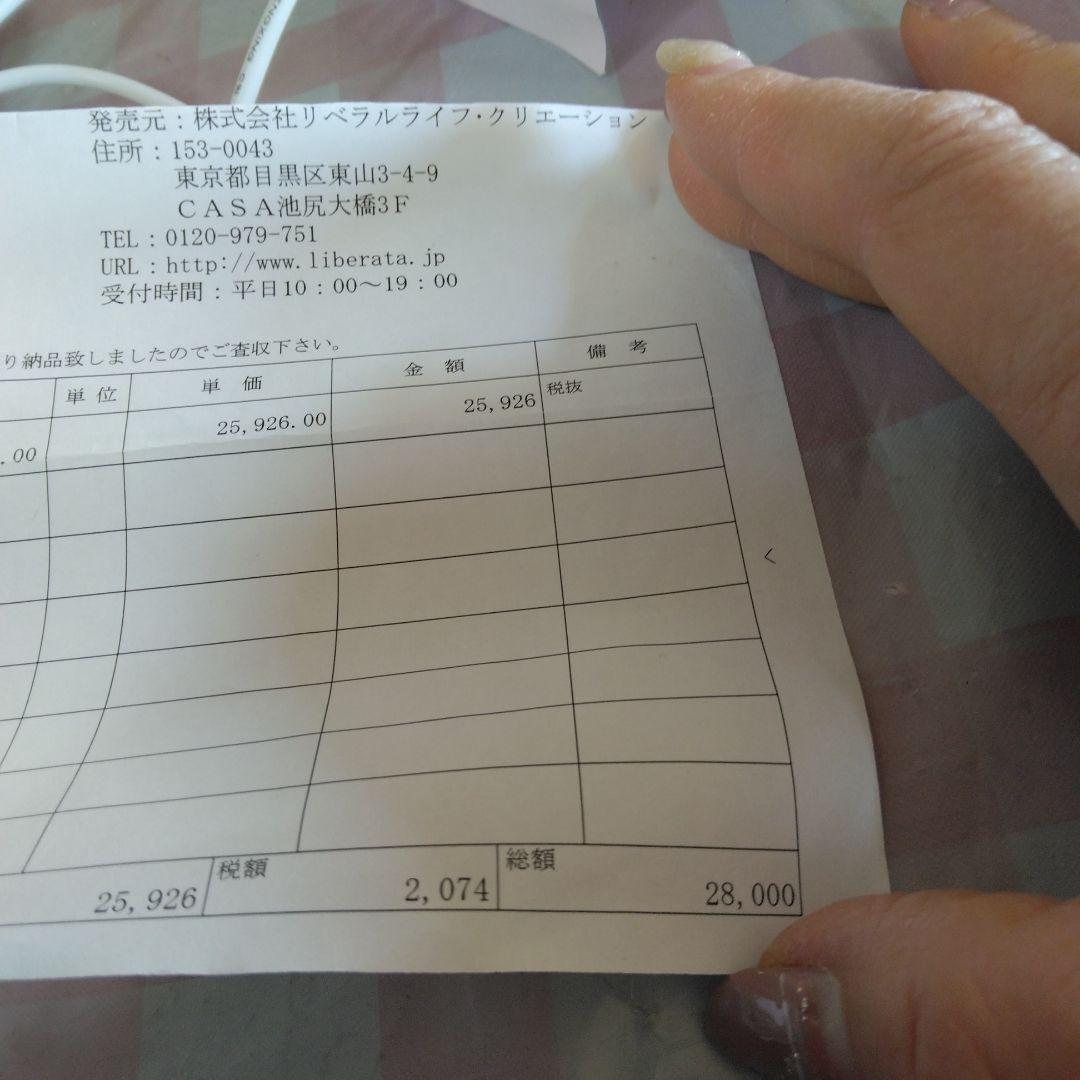 発売元：株式会社リベラルライフ・クリエーション
住所：153-0043
東京都目黒区東山3-4-9
ＣＡＳＡ池尻大橋3Ｆ
TEL：0120-979-751
URL：http://www.liberata.jp
受付時間：平日10：00～19：00
り納品致しましたのでご査収下さい。
単位 単価 金額 備考
.00 25,926.00 25,926 税抜
<
25,926 税額 2,074 総額 28,000